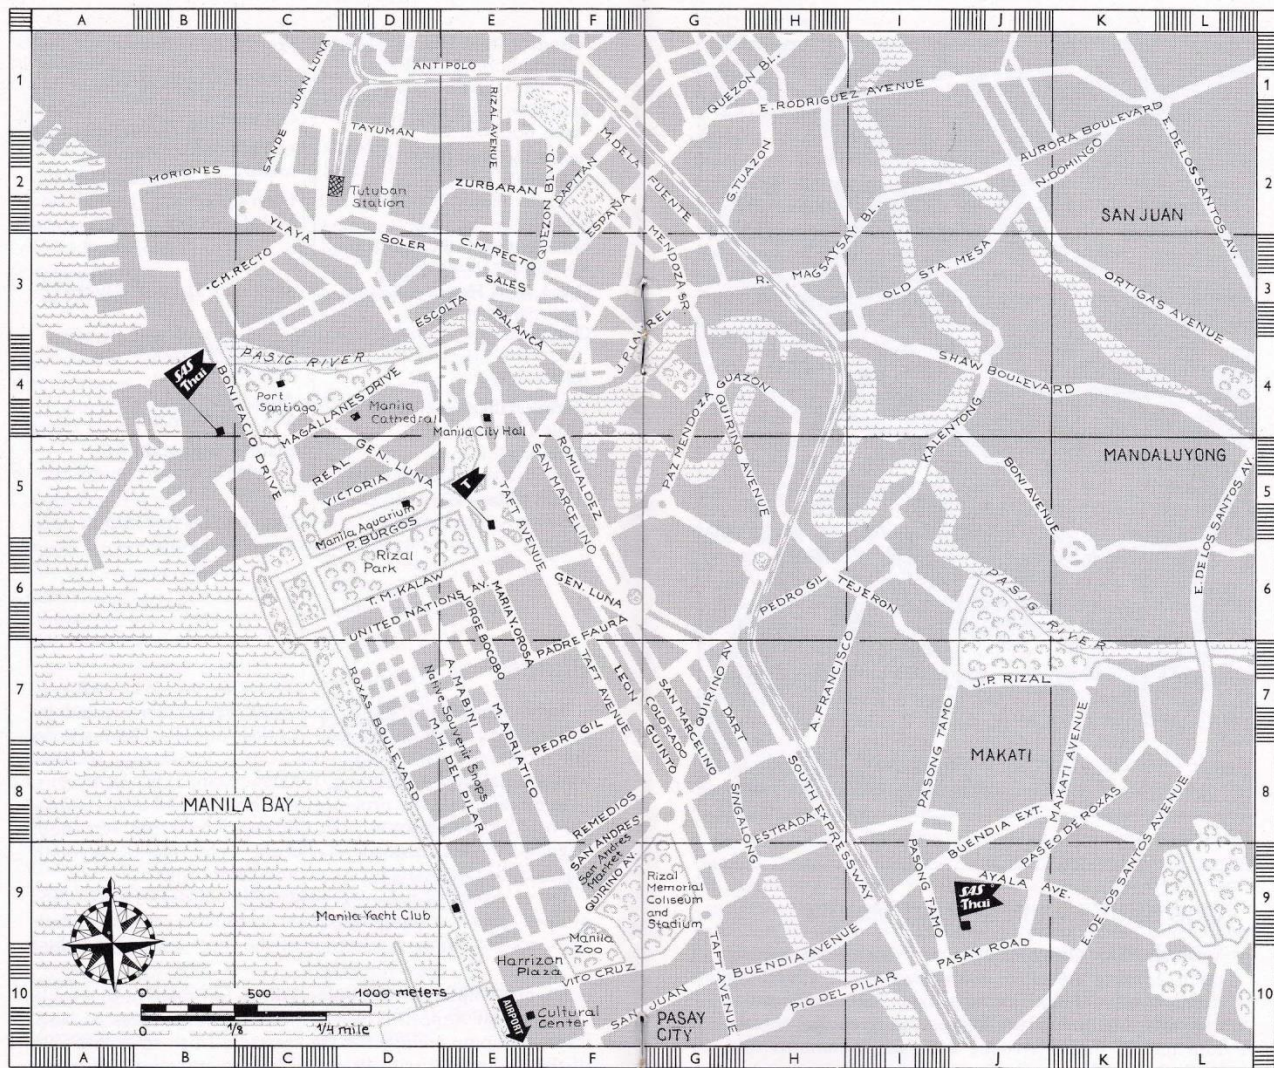 A B C D E F G H I J K L
1 1
2 2
3 3
4 4
5 5
6 6
7 7
8 8
9 9
10 10
A B C D E F G H I J K L
JUAN LUNA
ANTIPOLO
RIZAL AVENUE
QUEZON BL.
E. RODRIGUEZ AVENUE
SANDE
TAYUMAN
M. DELA FUENTE
G. TUAZON
AURORA BOULEVARD
N. DOMINGO
E. DE LOS SANTOS AV.
MORIONES
Tutuban
Station
ZURBARAN
QUEZON BLVD.
DAPITAN
ESPAÑA
SAN JUAN
YLAYA
SOLER
C.M. RECTO
MENDOZA SR
R. MAGSAYSAY BL.
OLD STA. MESA
ORTIGAS AVENUE
C.M. RECTO
SALES
ESCOLTA
PALANCA
J.P. LAUREL
SHAW BOULEVARD
PASIG RIVER
SAS
Thai
BONIFACIO DRIVE
Port
Santiago
MAGALLANES DRIVE
Manila
Cathedral
Manila City Hall
PAZ MENDOZA GUAZON
QUIRINO AVENUE
KALENTONG
MANDALUYONG
REAL
GEN. LUNA
VICTORIA
T
TAFT AVENUE
SAN MARCELINO
ROMUALDEZ
BONI AVENUE
E. DE LOS SANTOS AV.
Manila Aquarium
P. BURGOS
Rizal
Park
T.M. KALAW
UNITED NATIONS AV.
JORGE BOCOBO
MARIA Y. OROSA
GEN. LUNA
PADRE FAURA
PEDRO GIL
TEJERON
PASIG RIVER
ROXAS BOULEVARD
A. MABINI
Native Souvenir Shops
M.H. DEL PILAR
M. ADRIATICO
PEDRO GIL
TAFT AVENUE
LEON GUINTO
COLORADO
SAN MARCELINO
QUIRINO AV.
DART
A. FRANCISCO
J.P. RIZAL
PASONG TAMO
MAKATI
MAKATI AVENUE
MANILA BAY
REMEDIOS
SAN ANDRES
San Andres
Market
QUIRINO AV.
SINGALONG
ESTRADA
SOUTH EXPRESSWAY
BUENDIA EXT.
PASEO DE ROXAS
E. DE LOS SANTOS AVENUE
AYALA AVE.
SAS
Thai
PASONG TAMO
Manila Yacht Club
Rizal
Memorial
Coliseum
and
Stadium
Manila
Zoo
Harrizon
Plaza
VITO CRUZ
TAFT AVENUE
BUENDIA AVENUE
PASAY ROAD
PIO DEL PILAR
SAN JUAN
PASAY
CITY
AIRPORT
Cultural
Center
0 500 1000 meters
0 1/8 1/4 mile